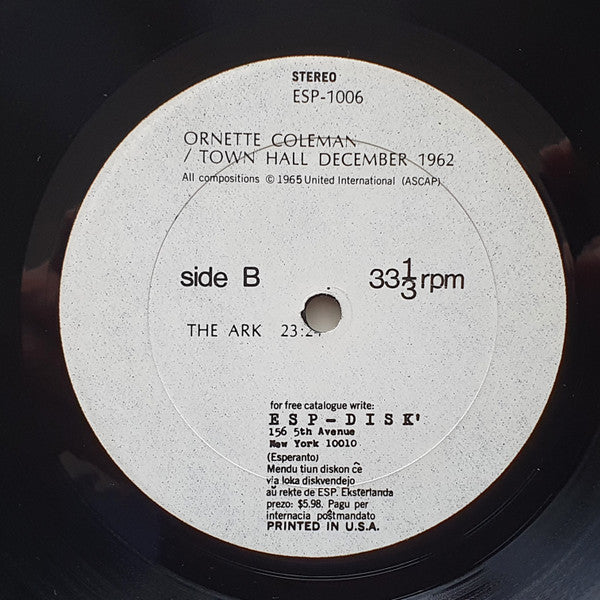 STEREO
ESP-1006
ORNETTE COLEMAN
/ TOWN HALL DECEMBER 1962
All compositions © 1965 United International (ASCAP)
side B 33 1/3 rpm
THE ARK
for free catalogue write:
ESP-DISK'
156 5th Avenue
New York 10010
(Esperanto)
Mendu tiun diskon ĉe
via loka diskvendejo
aŭ rekte de ESP. Eksterlanda
prezo: $5.98. Pagu per
internacia poŝtmandato
PRINTED IN U.S.A.